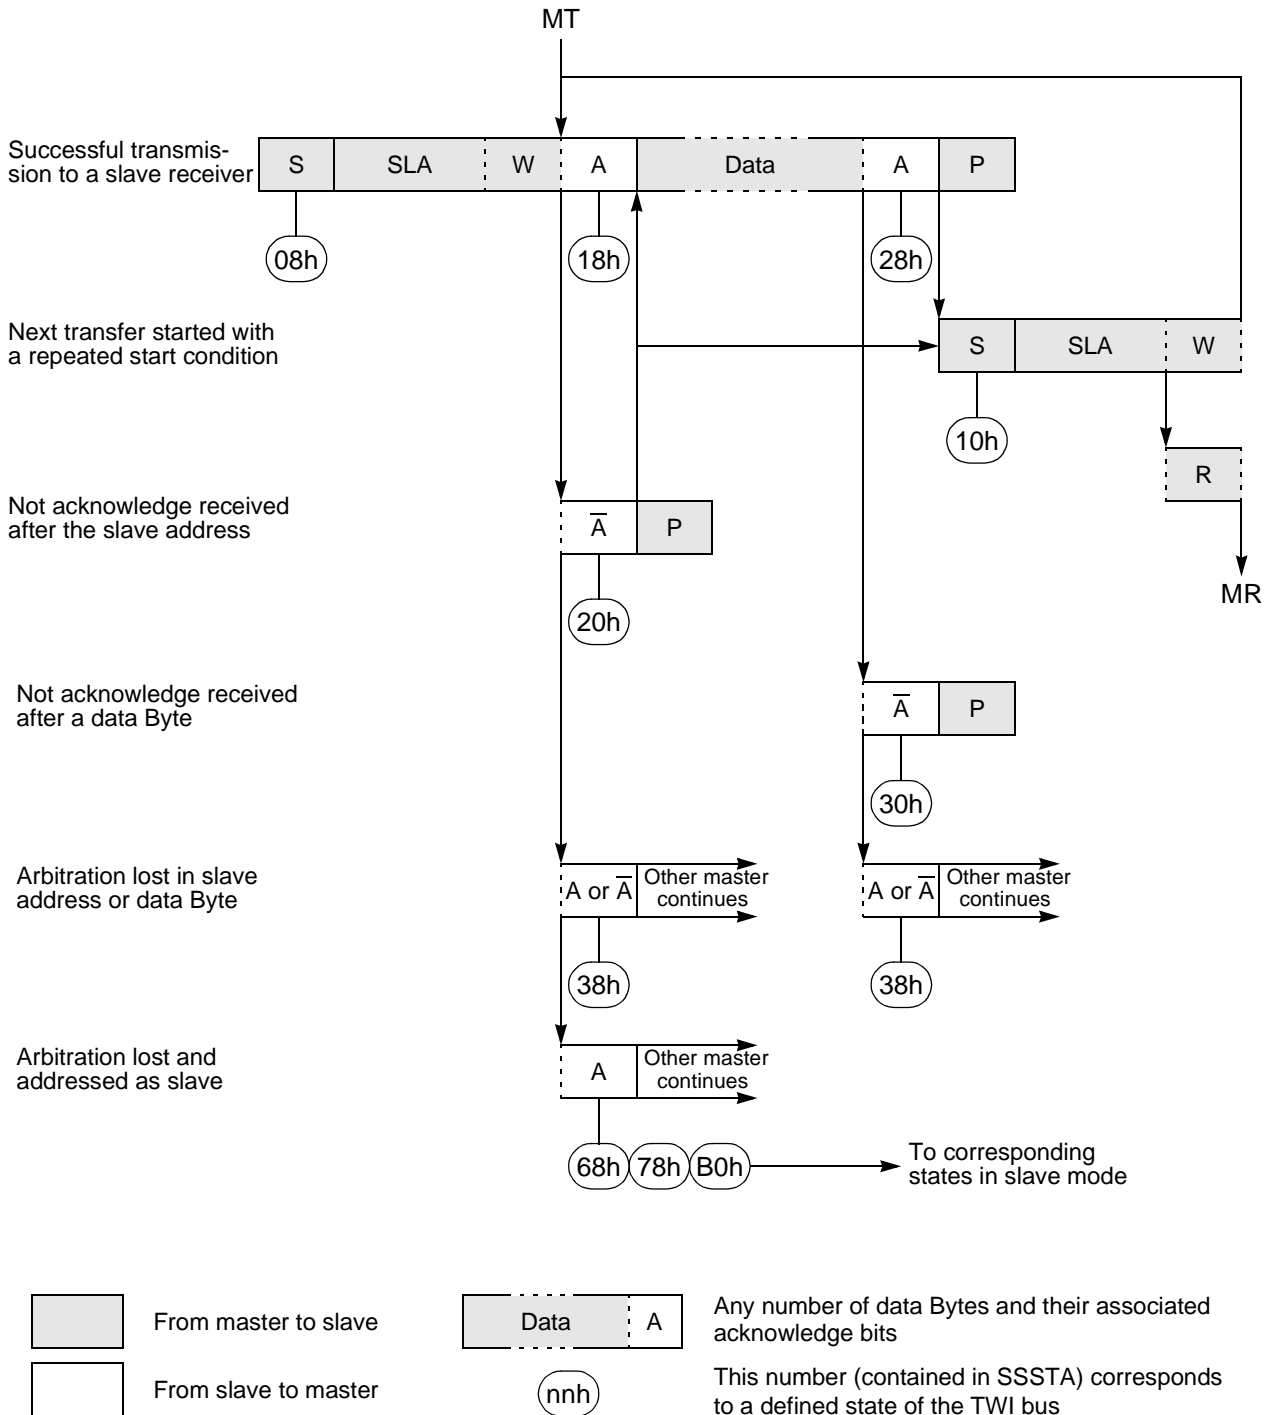 MT
Successful transmis-
sion to a slave receiver
S SLA W A Data A P
08h 18h 28h
Next transfer started with
a repeated start condition
S SLA W
10h
R
Not acknowledge received
after the slave address
A̅ P
MR
20h
Not acknowledge received
after a data Byte
A̅ P
30h
Arbitration lost in slave
address or data Byte
A or A̅ Other master
continues
A or A̅ Other master
continues
38h 38h
Arbitration lost and
addressed as slave
A Other master
continues
68h 78h B0h
To corresponding
states in slave mode
From master to slave
Data A
Any number of data Bytes and their associated
acknowledge bits
From slave to master
nnh
This number (contained in SSSTA) corresponds
to a defined state of the TWI bus